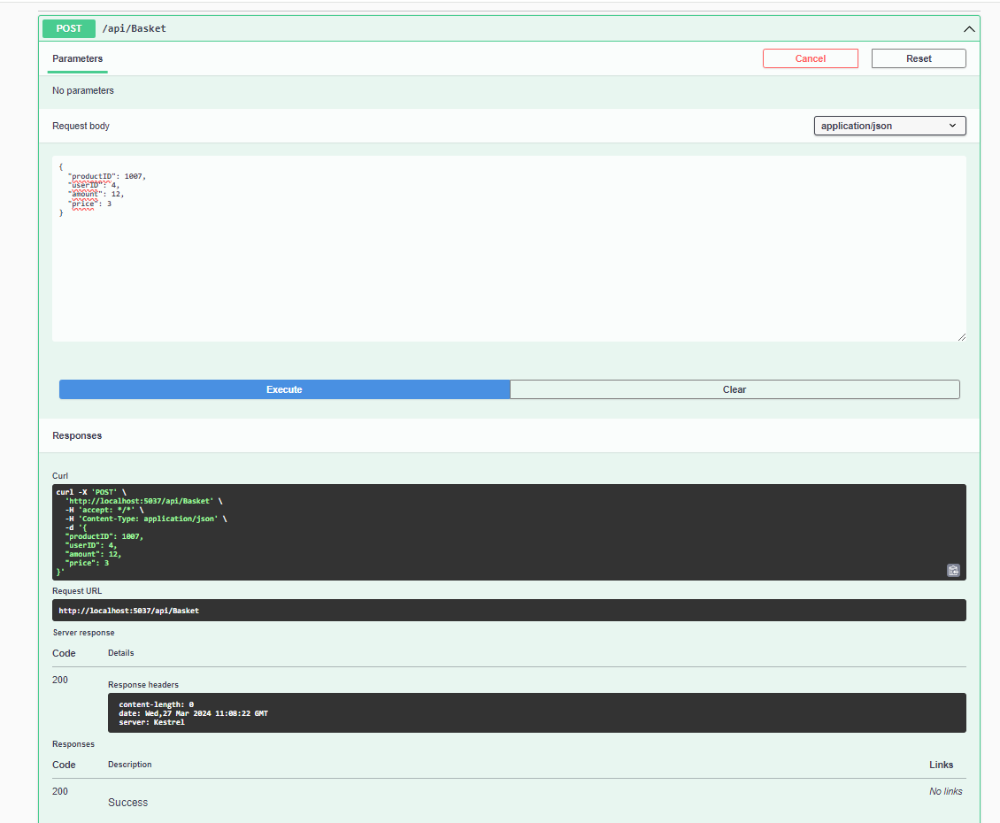 POST /api/Basket
Parameters
Cancel
Reset
No parameters
Request body
application/json
{
  "productID": 1007,
  "userID": 4,
  "amount": 12,
  "price": 3
}
Execute
Clear
Responses
Curl
curl -X 'POST' \
  'http://localhost:5037/api/Basket' \
  -H 'accept: */*' \
  -H 'Content-Type: application/json' \
  -d '{
  "productID": 1007,
  "userID": 4,
  "amount": 12,
  "price": 3
}'
Request URL
http://localhost:5037/api/Basket
Server response
Code Details
200
Response headers
content-length: 0
date: Wed,27 Mar 2024 11:08:22 GMT
server: Kestrel
Responses
Code Description Links
200 No links
Success